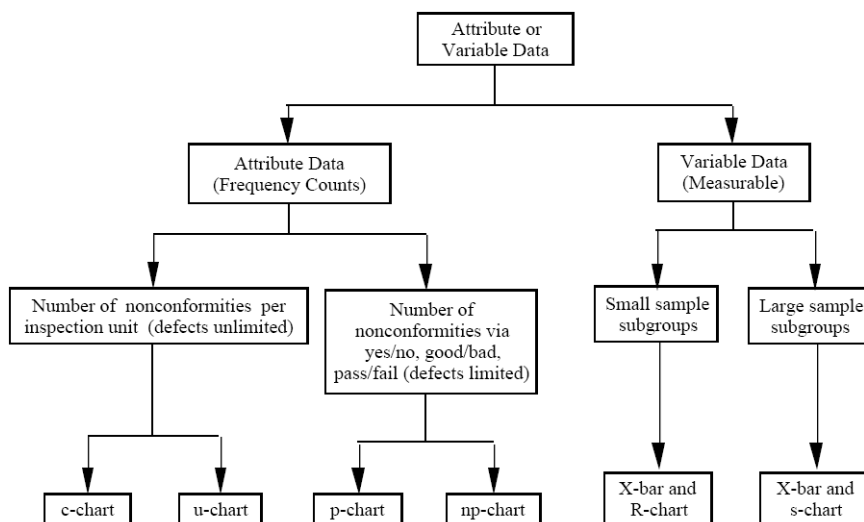 Attribute or
Variable Data
Attribute Data
(Frequency Counts)
Variable Data
(Measurable)
Number of nonconformities per
inspection unit (defects unlimited)
Number of
nonconformities via
yes/no, good/bad,
pass/fail (defects limited)
Small sample
subgroups
Large sample
subgroups
c-chart
u-chart
p-chart
np-chart
X-bar and
R-chart
X-bar and
s-chart